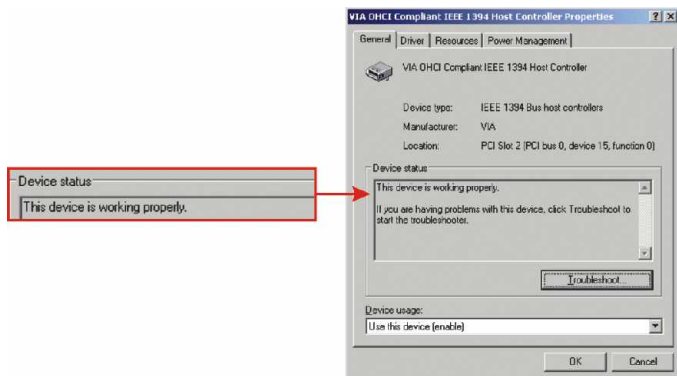 Device status
This device is working properly.
VIA OHCI Compliant IEEE 1394 Host Controller Properties
? X
General Driver Resources Power Management
VIA OHCI Compliant IEEE 1394 Host Controller
Device type: IEEE 1394 Bus host controllers
Manufacturer: VIA
Location: PCI Slot 2 (PCI bus 0, device 15, function 0)
Device status
This device is working properly.
If you are having problems with this device, click Troubleshoot to
start the troubleshooter.
Troubleshoot...
Device usage:
Use this device (enable)
OK Cancel